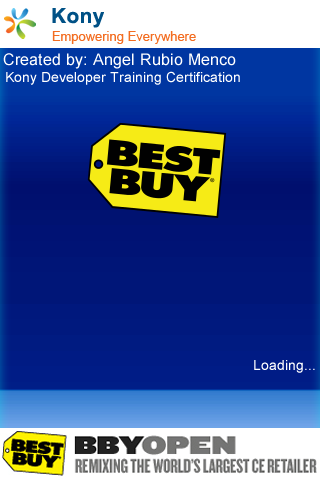 Kony
Empowering Everywhere
Created by: Angel Rubio Menco
Kony Developer Training Certification
BEST
BUY®
Loading...
BEST
BUY
BBYOPEN
REMIXING THE WORLD'S LARGEST CE RETAILER